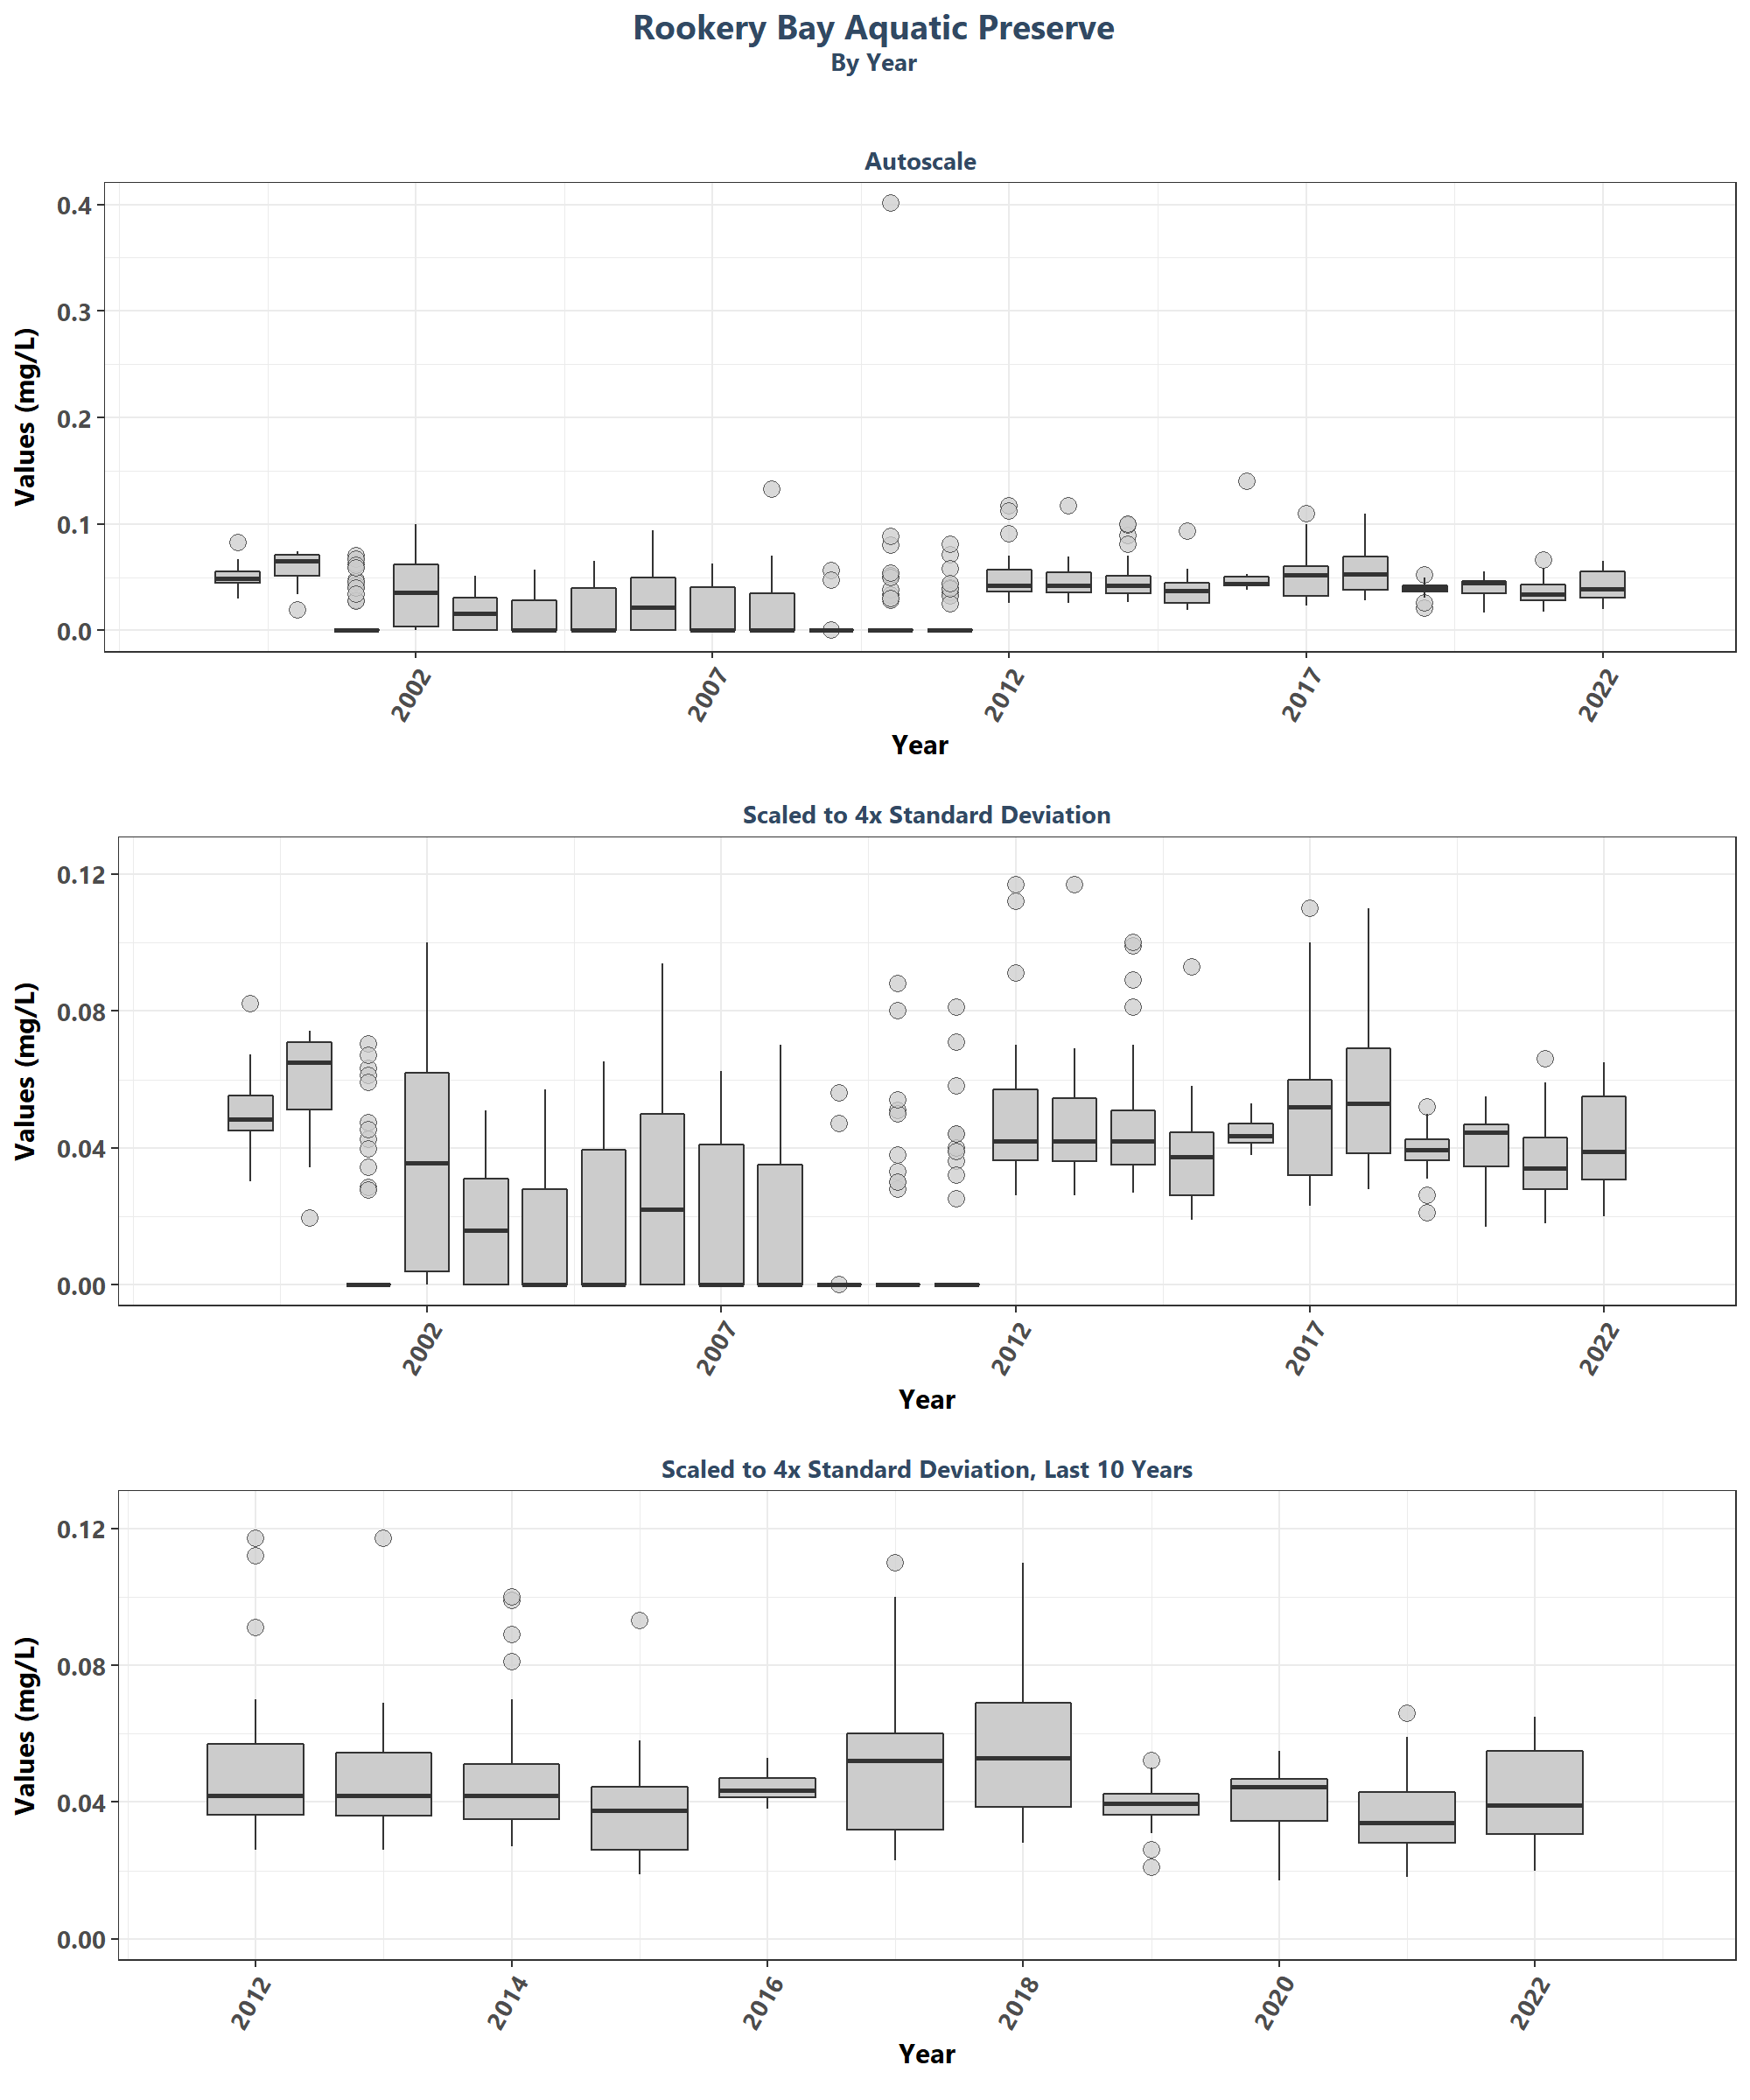 Rookery Bay Aquatic Preserve
By Year
Autoscale
Values (mg/L)
0.4
0.3
0.2
0.1
0.0
2002 2007 2012 2017 2022
Year
Scaled to 4x Standard Deviation
Values (mg/L)
0.12
0.08
0.04
0.00
2002 2007 2012 2017 2022
Year
Scaled to 4x Standard Deviation, Last 10 Years
Values (mg/L)
0.12
0.08
0.04
0.00
2012 2014 2016 2018 2020 2022
Year